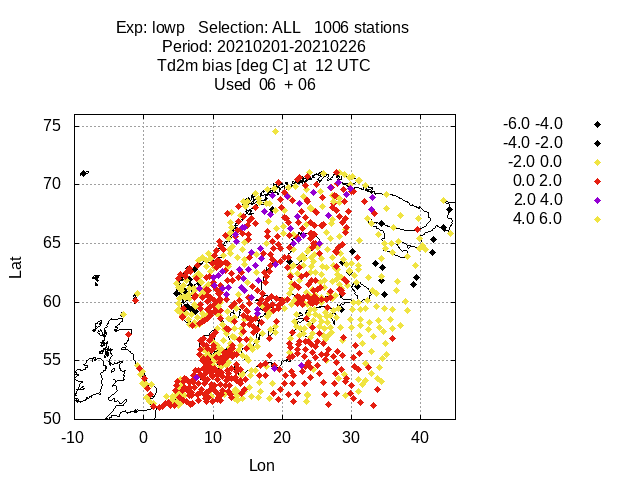 Exp: lowp   Selection: ALL   1006 stations
Period: 20210201-20210226
Td2m bias [deg C] at  12 UTC
Used  06  + 06
-6.0 -4.0
-4.0 -2.0
-2.0 0.0
0.0 2.0
2.0 4.0
4.0 6.0
75
70
65
60
55
50
Lat
-10 0 10 20 30 40
Lon